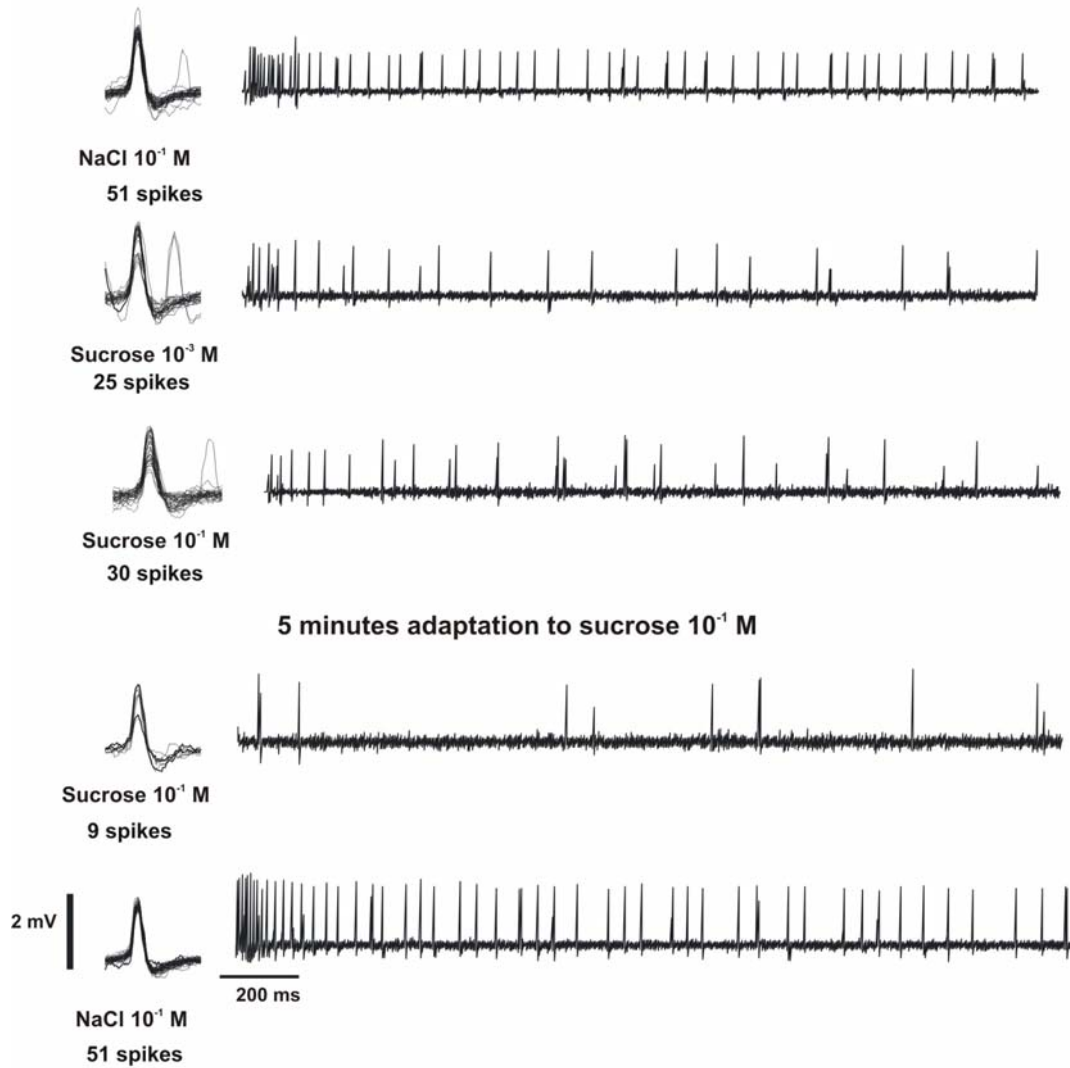 NaCl 10⁻¹ M
51 spikes
Sucrose 10⁻³ M
25 spikes
Sucrose 10⁻¹ M
30 spikes
5 minutes adaptation to sucrose 10⁻¹ M
Sucrose 10⁻¹ M
9 spikes
2 mV
200 ms
NaCl 10⁻¹ M
51 spikes